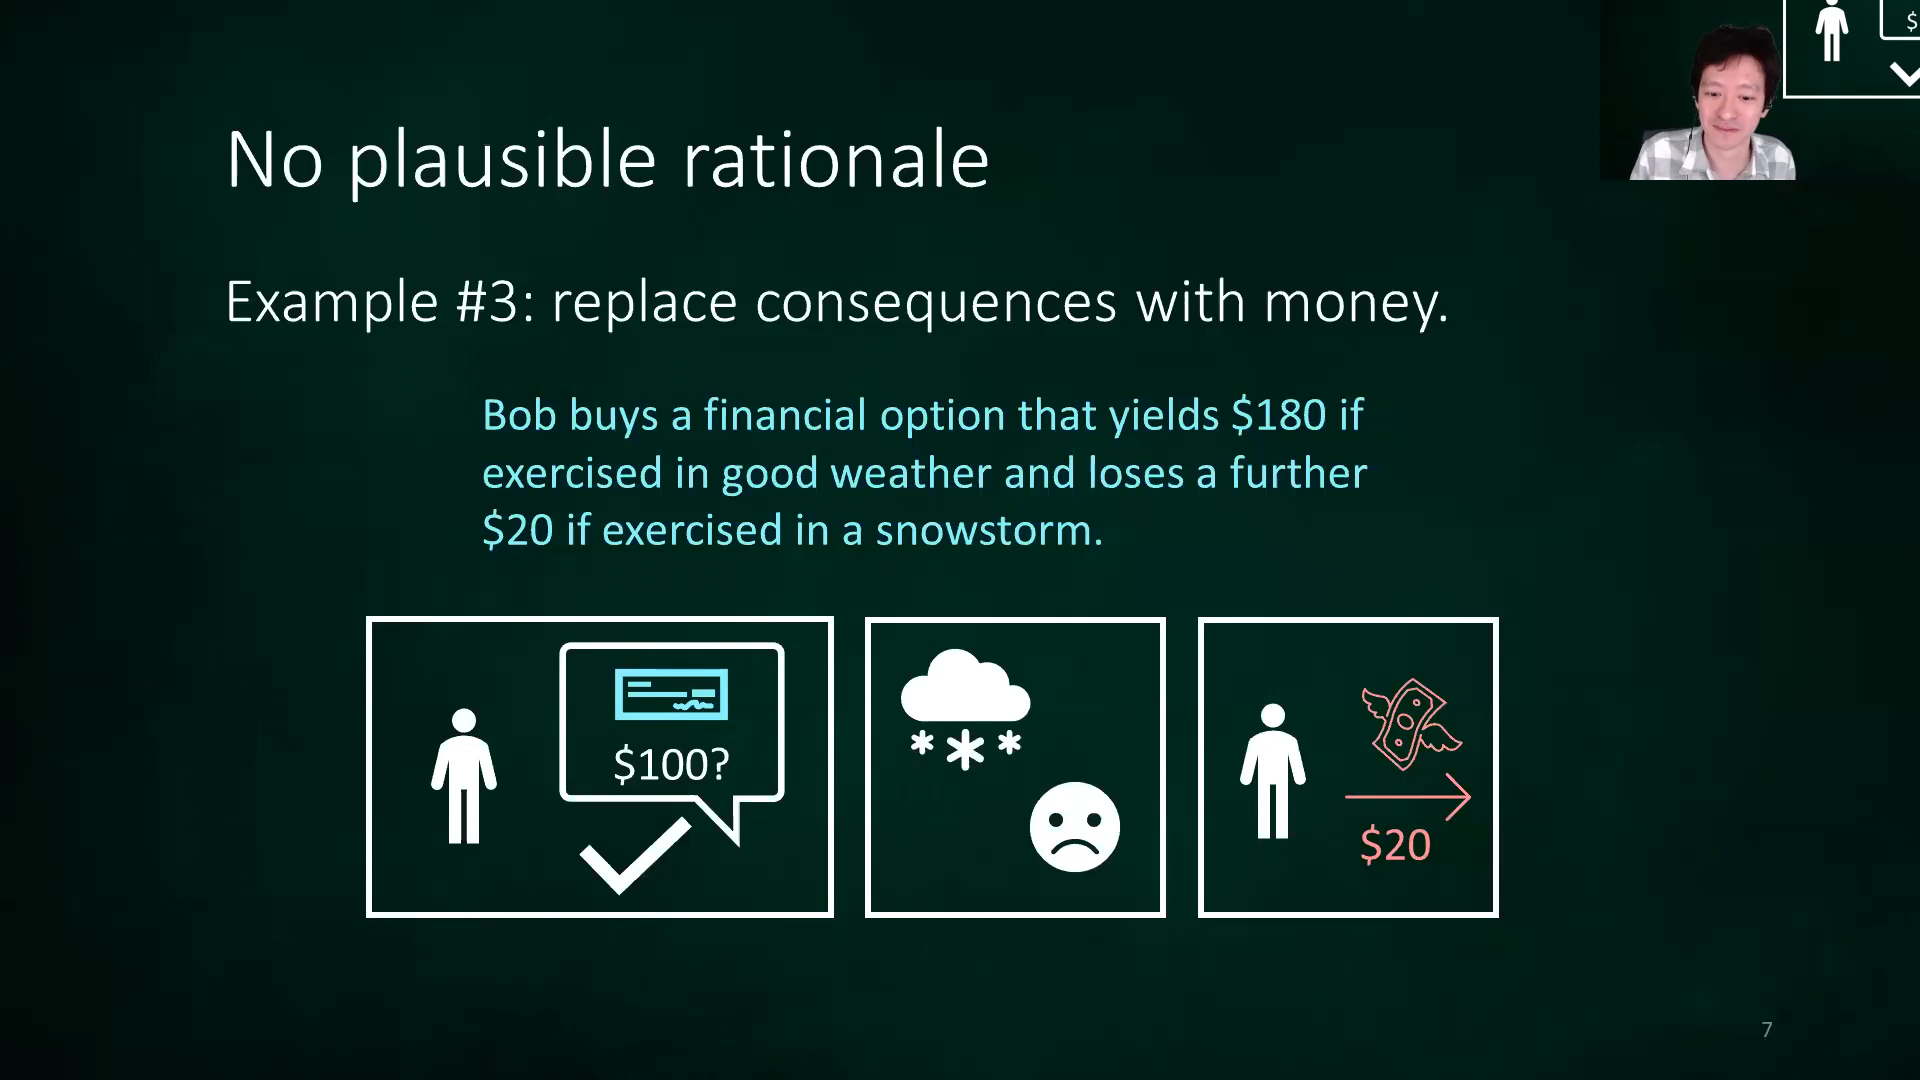 $
No plausible rationale
Example #3: replace consequences with money.
Bob buys a financial option that yields $180 if
exercised in good weather and loses a further
$20 if exercised in a snowstorm.
$100?
$20
7